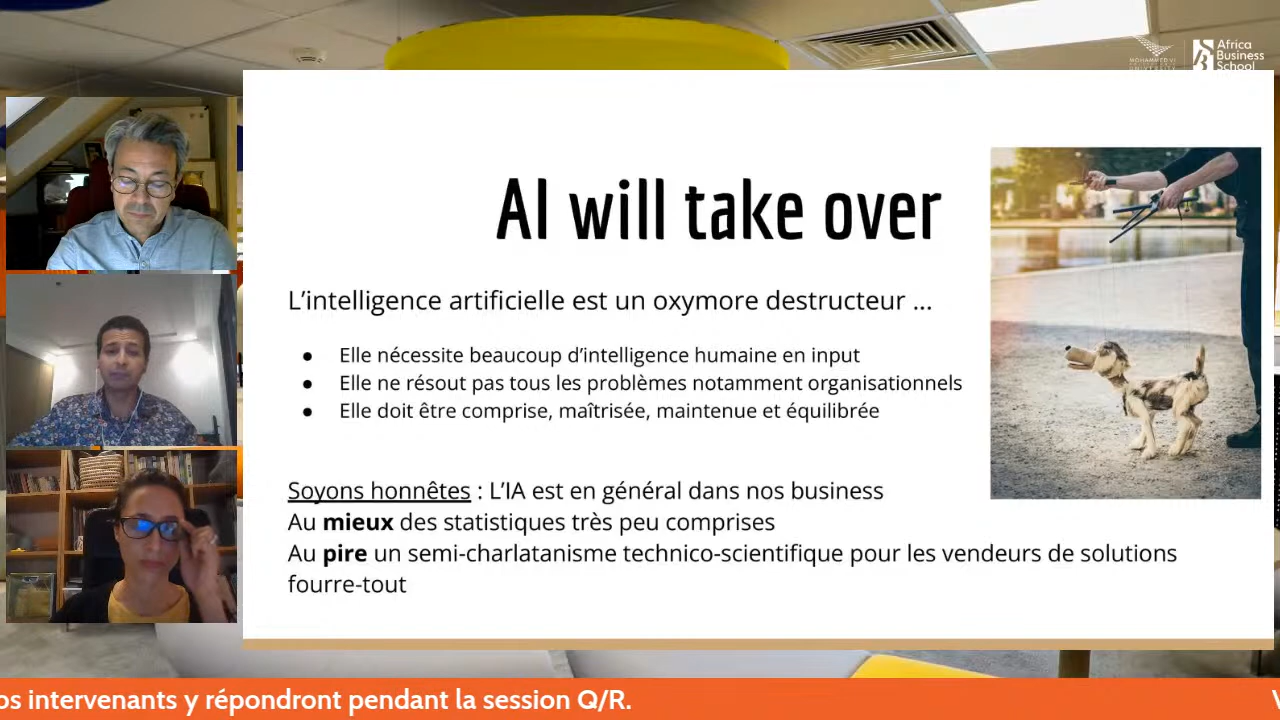 MOHAMMED VI
UNIVERSITY
Africa
Business
School
AI will take over
L’intelligence artificielle est un oxymore destructeur ...
● Elle nécessite beaucoup d’intelligence humaine en input
● Elle ne résout pas tous les problèmes notamment organisationnels
● Elle doit être comprise, maîtrisée, maintenue et équilibrée
Soyons honnêtes : L’IA est en général dans nos business
Au mieux des statistiques très peu comprises
Au pire un semi-charlatanisme technico-scientifique pour les vendeurs de solutions
fourre-tout
os intervenants y répondront pendant la session Q/R.